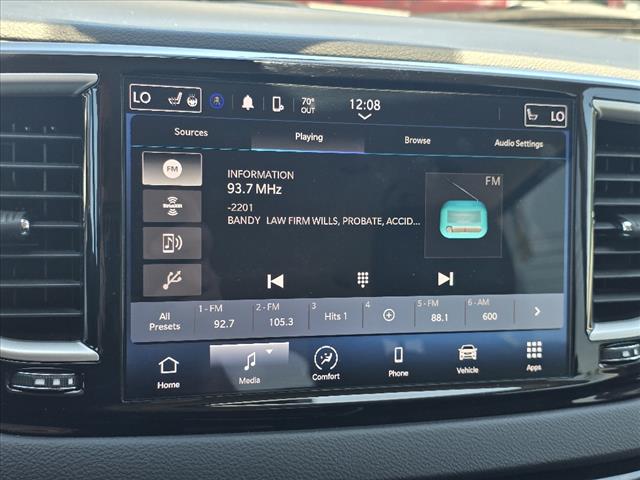 LO 70° OUT 12:08 LO
Sources Playing Browse Audio Settings
FM
INFORMATION
93.7 MHz
-2201
BANDY LAW FIRM WILLS, PROBATE, ACCID...
FM
SiriusXM
All Presets
1 - FM 92.7
2 - FM 105.3
3 Hits 1
4
5 - FM 88.1
6 - AM 600
Home Media Comfort Phone Vehicle Apps